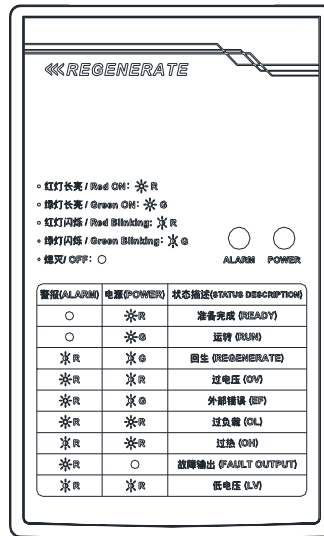 REGENERATE
◦ 红灯长亮 / Red ON: R
◦ 绿灯长亮 / Green ON: G
◦ 红灯闪烁 / Red Blinking: R
◦ 绿灯闪烁 / Green Blinking: G
◦ 熄灭/ OFF: ○
ALARM POWER
警报(ALARM) 电源(POWER) 状态描述(STATUS DESCRIPTION)
○ R 准备完成 (READY)
○ G 运转 (RUN)
R G 回生 (REGENERATE)
R R 过电压 (OV)
R G 外部错误 (EF)
R R 过负载 (OL)
R R 过热 (OH)
R ○ 故障输出 (FAULT OUTPUT)
R R 低电压 (LV)